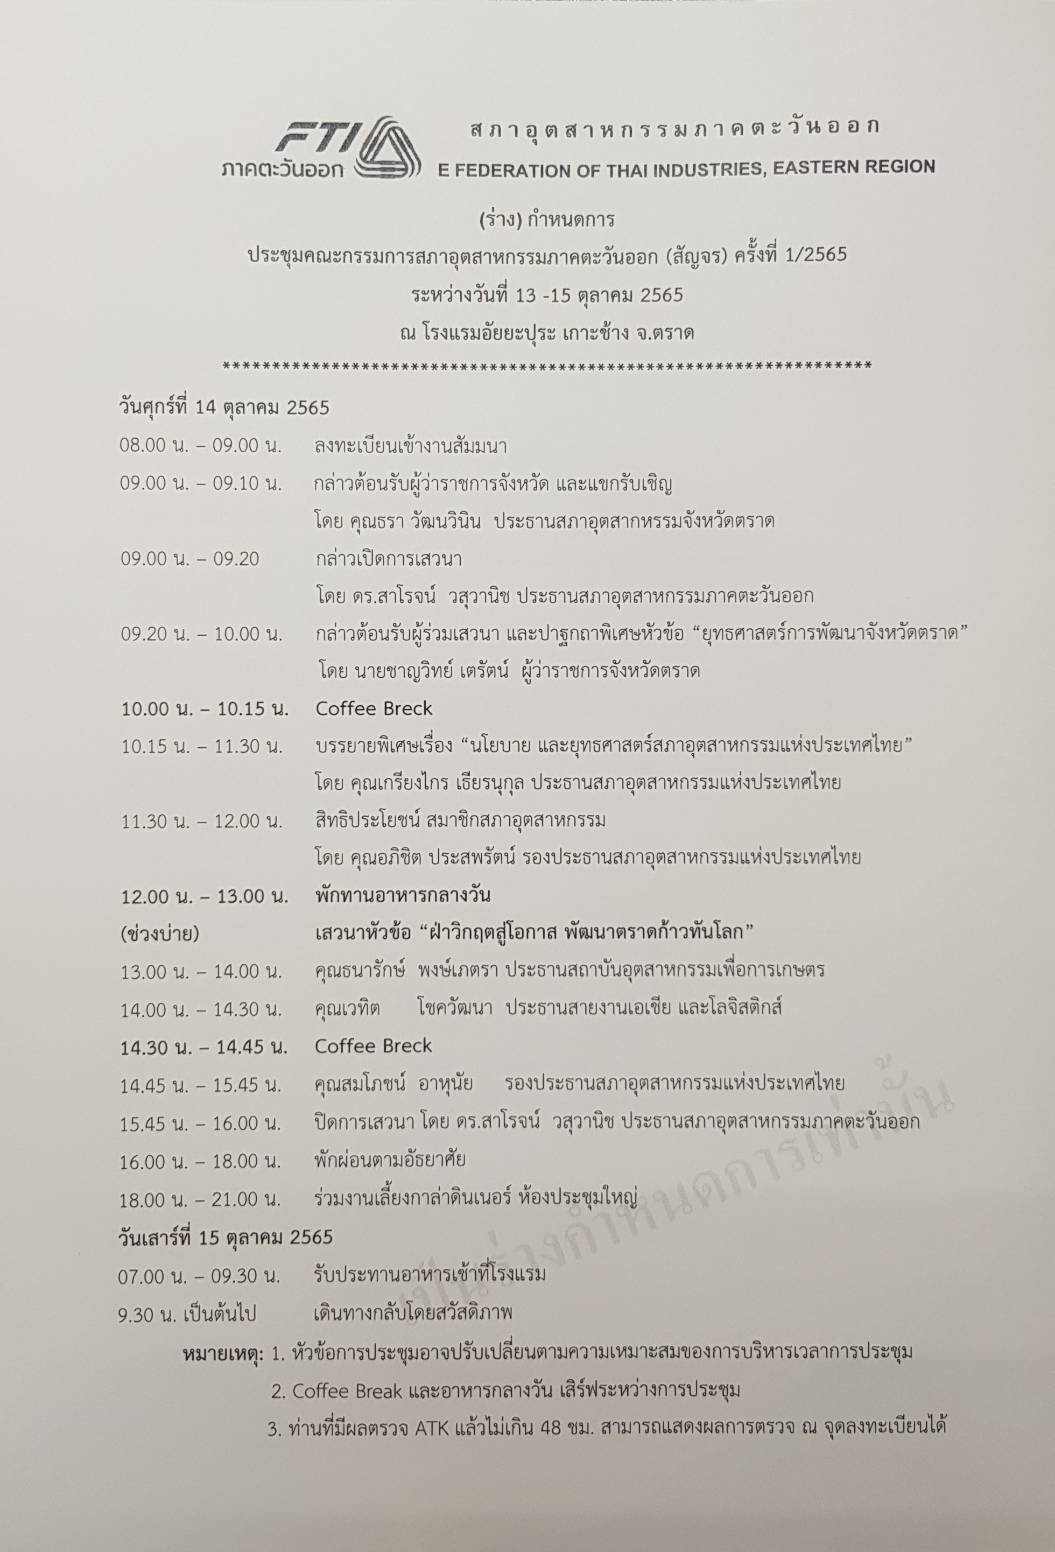 FTI
ภาคตะวันออก
สภาอุตสาหกรรมภาคตะวันออก
E FEDERATION OF THAI INDUSTRIES, EASTERN REGION
(ร่าง) กำหนดการ
ประชุมคณะกรรมการสภาอุตสาหกรรมภาคตะวันออก (สัญจร) ครั้งที่ 1/2565
ระหว่างวันที่ 13 -15 ตุลาคม 2565
ณ โรงแรมอัยยะปุระ เกาะช้าง จ.ตราด
******************************************************************
วันศุกร์ที่ 14 ตุลาคม 2565
08.00 น. – 09.00 น. ลงทะเบียนเข้างานสัมมนา
09.00 น. – 09.10 น. กล่าวต้อนรับผู้ว่าราชการจังหวัด และแขกรับเชิญ
โดย คุณธรา วัฒนวินิน ประธานสภาอุตสากหรรมจังหวัดตราด
09.00 น. – 09.20 กล่าวเปิดการเสวนา
โดย ดร.สาโรจน์ วสุวานิช ประธานสภาอุตสาหกรรมภาคตะวันออก
09.20 น. – 10.00 น. กล่าวต้อนรับผู้ร่วมเสวนา และปาฐกถาพิเศษหัวข้อ “ยุทธศาสตร์การพัฒนาจังหวัดตราด”
โดย นายชาญวิทย์ เตรัตน์ ผู้ว่าราชการจังหวัดตราด
10.00 น. – 10.15 น. Coffee Breck
10.15 น. – 11.30 น. บรรยายพิเศษเรื่อง “นโยบาย และยุทธศาสตร์สภาอุตสาหกรรมแห่งประเทศไทย”
โดย คุณเกรียงไกร เธียรนุกุล ประธานสภาอุตสาหกรรมแห่งประเทศไทย
11.30 น. – 12.00 น. สิทธิประโยชน์ สมาชิกสภาอุตสาหกรรม
โดย คุณอภิชิต ประสพรัตน์ รองประธานสภาอุตสาหกรรมแห่งประเทศไทย
12.00 น. – 13.00 น. พักทานอาหารกลางวัน
(ช่วงบ่าย) เสวนาหัวข้อ “ฝ่าวิกฤตสู่โอกาส พัฒนาตราดก้าวทันโลก”
13.00 น. – 14.00 น. คุณธนารักษ์ พงษ์เภตรา ประธานสถาบันอุตสาหกรรมเพื่อการเกษตร
14.00 น. – 14.30 น. คุณเวทิต โชควัฒนา ประธานสายงานเอเชีย และโลจิสติกส์
14.30 น. – 14.45 น. Coffee Breck
14.45 น. – 15.45 น. คุณสมโภชน์ อาหุนัย รองประธานสภาอุตสาหกรรมแห่งประเทศไทย
15.45 น. – 16.00 น. ปิดการเสวนา โดย ดร.สาโรจน์ วสุวานิช ประธานสภาอุตสาหกรรมภาคตะวันออก
16.00 น. – 18.00 น. พักผ่อนตามอัธยาศัย
18.00 น. – 21.00 น. ร่วมงานเลี้ยงกาล่าดินเนอร์ ห้องประชุมใหญ่
วันเสาร์ที่ 15 ตุลาคม 2565
07.00 น. – 09.30 น. รับประทานอาหารเช้าที่โรงแรม
9.30 น. เป็นต้นไป เดินทางกลับโดยสวัสดิภาพ
หมายเหตุ: 1. หัวข้อการประชุมอาจปรับเปลี่ยนตามความเหมาะสมของการบริหารเวลาการประชุม
2. Coffee Break และอาหารกลางวัน เสิร์ฟระหว่างการประชุม
3. ท่านที่มีผลตรวจ ATK แล้วไม่เกิน 48 ชม. สามารถแสดงผลการตรวจ ณ จุดลงทะเบียนได้
เป็นร่างกำหนดการเท่านั้น